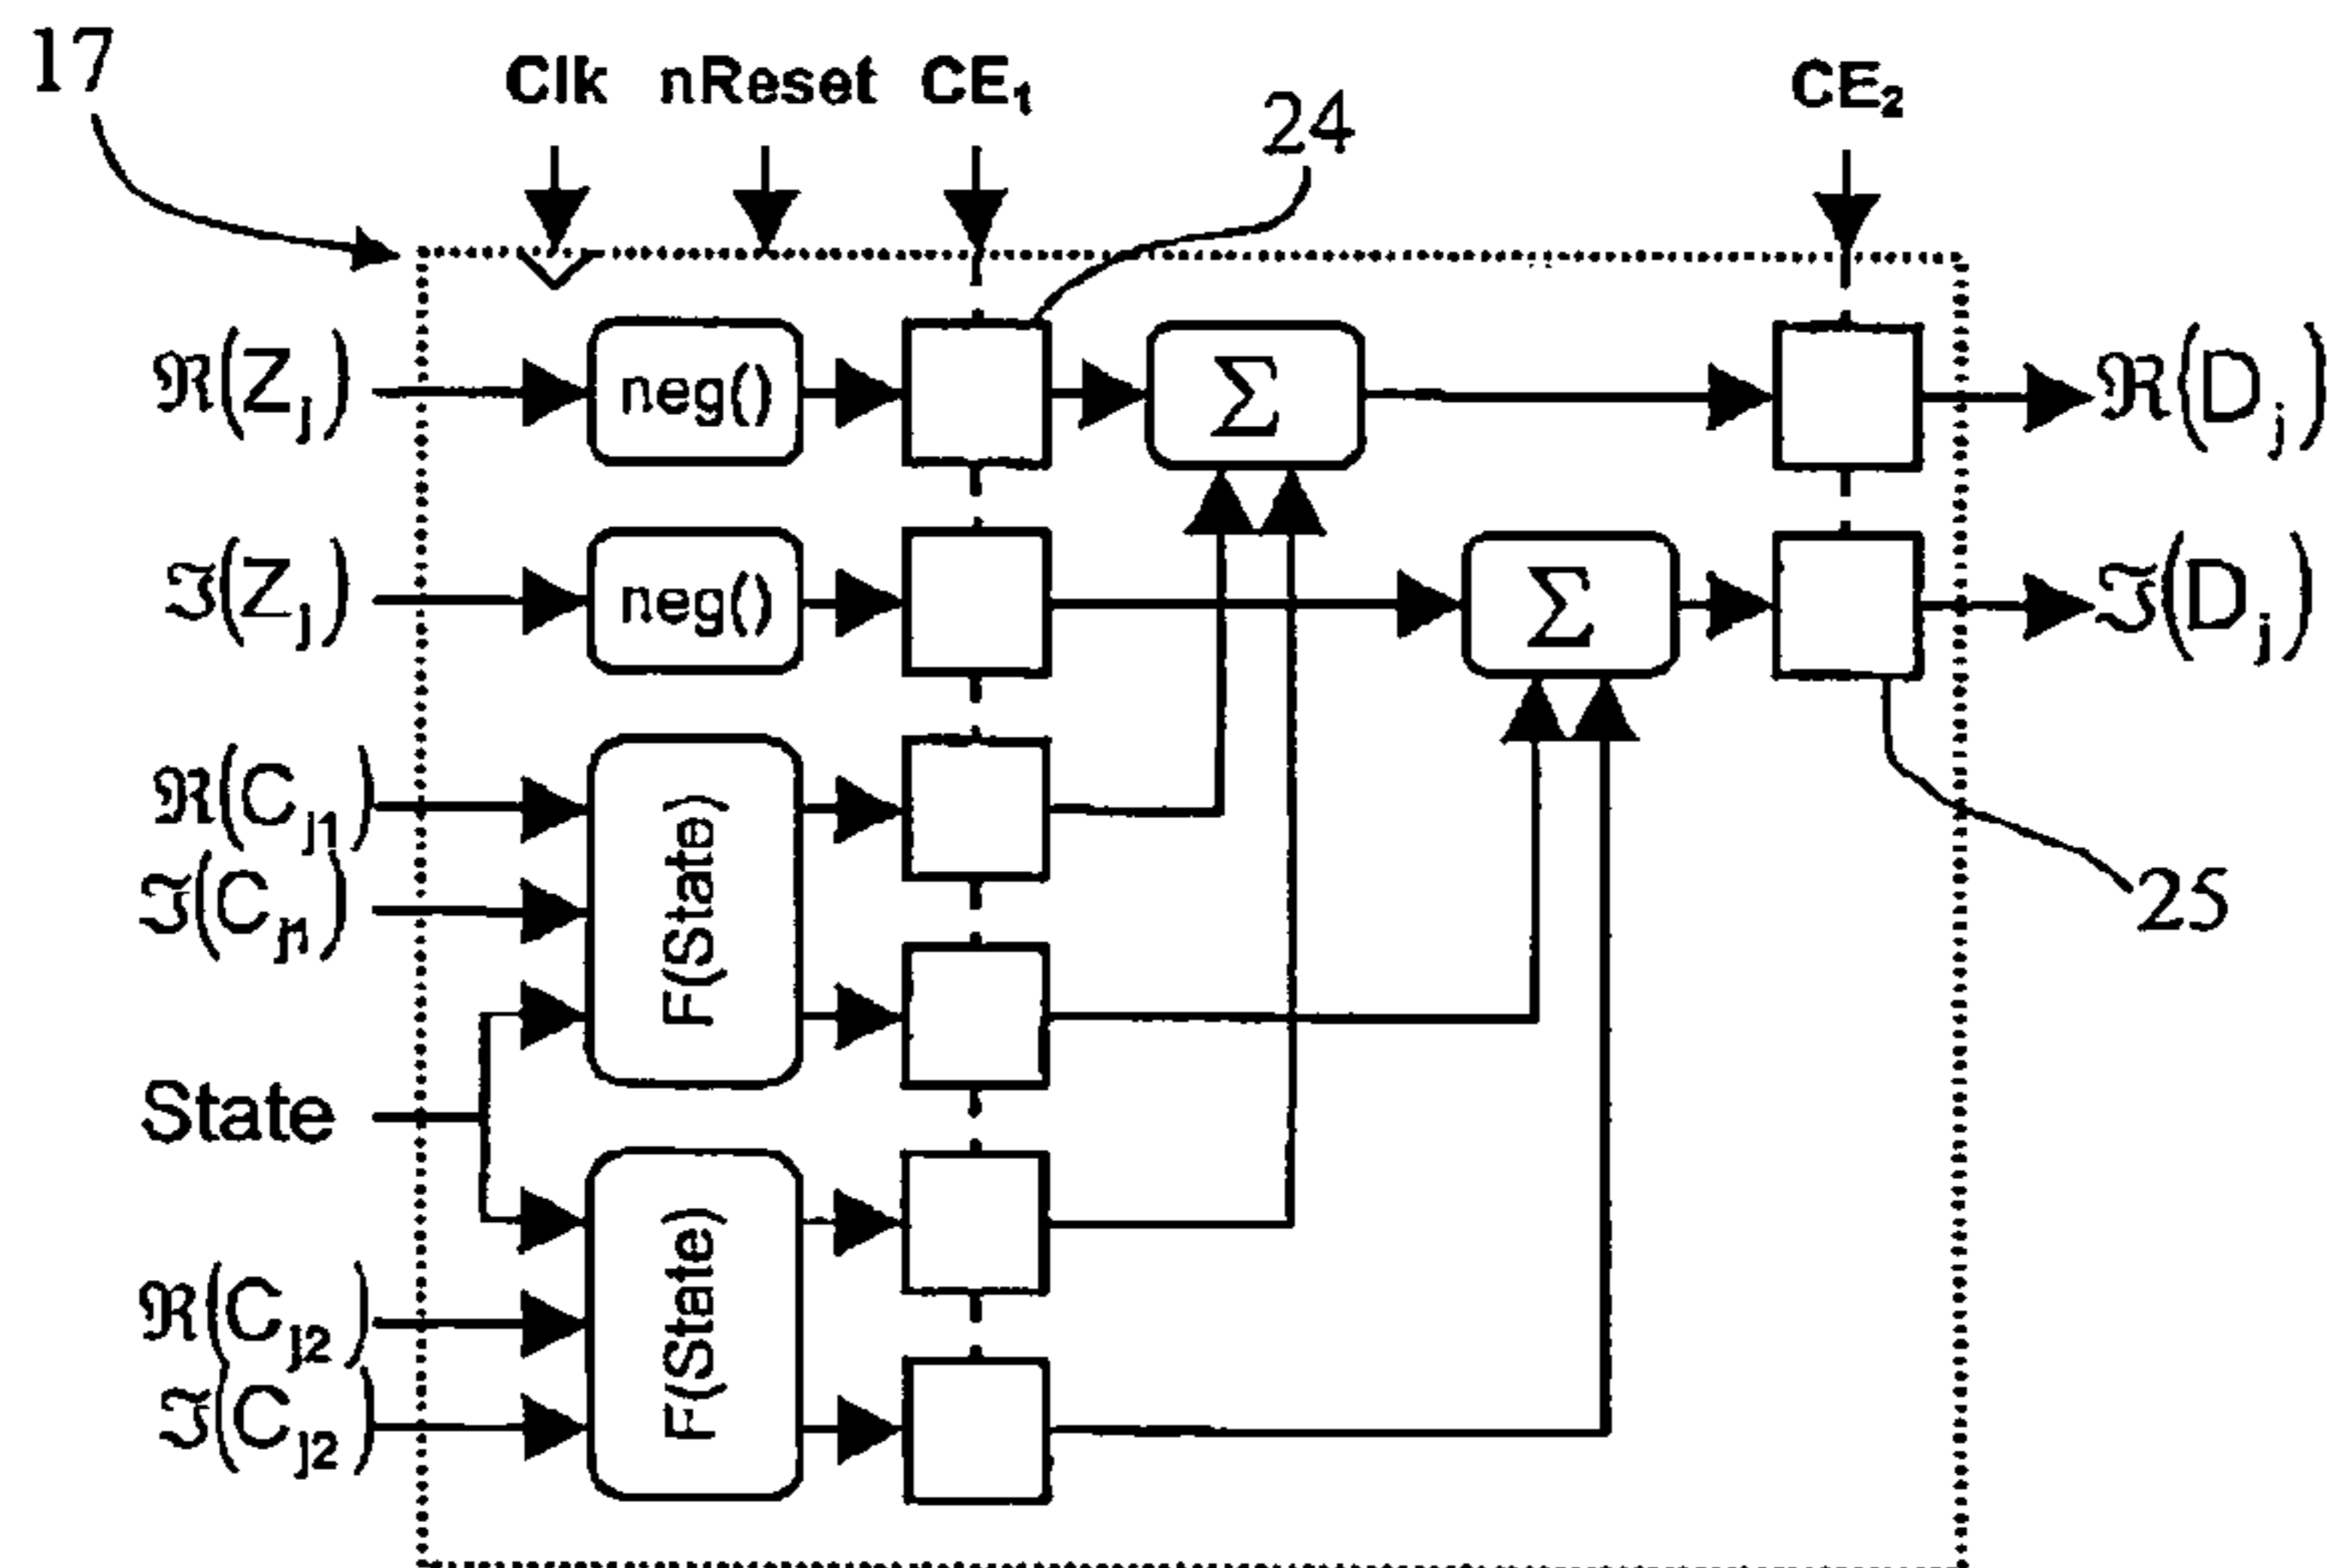 17
Clk nReset CE₁ CE₂
24
ℜ(Zⱼ) neg() Σ ℜ(Dⱼ)
ℑ(Zⱼ) neg() Σ ℑ(Dⱼ)
ℜ(Cⱼ₁)
ℑ(Cⱼ₁)
F(State)
25
State
ℜ(Cⱼ₂)
ℑ(Cⱼ₂)
F(State)